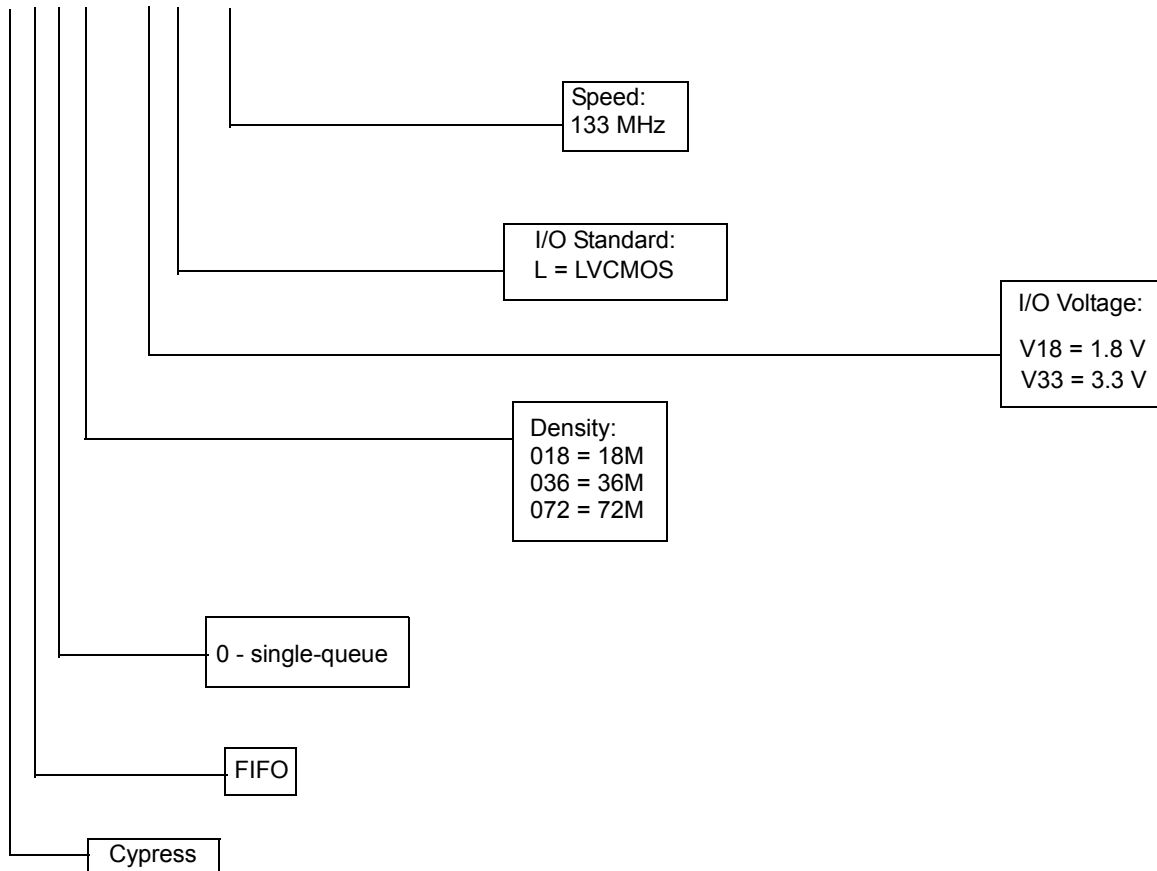 Speed:
133 MHz
I/O Standard:
L = LVCMOS
I/O Voltage:
V18 = 1.8 V
V33 = 3.3 V
Density:
018 = 18M
036 = 36M
072 = 72M
0 - single-queue
FIFO
Cypress